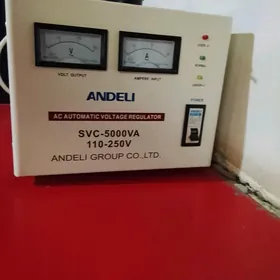 V
VOLT OUTPUT
A
AMPERE INPUT
ANDELI
AC AUTOMATIC VOLTAGE REGULATOR
POWER
SVC-5000VA
110-250V
ANDELI GROUP CO.,LTD.